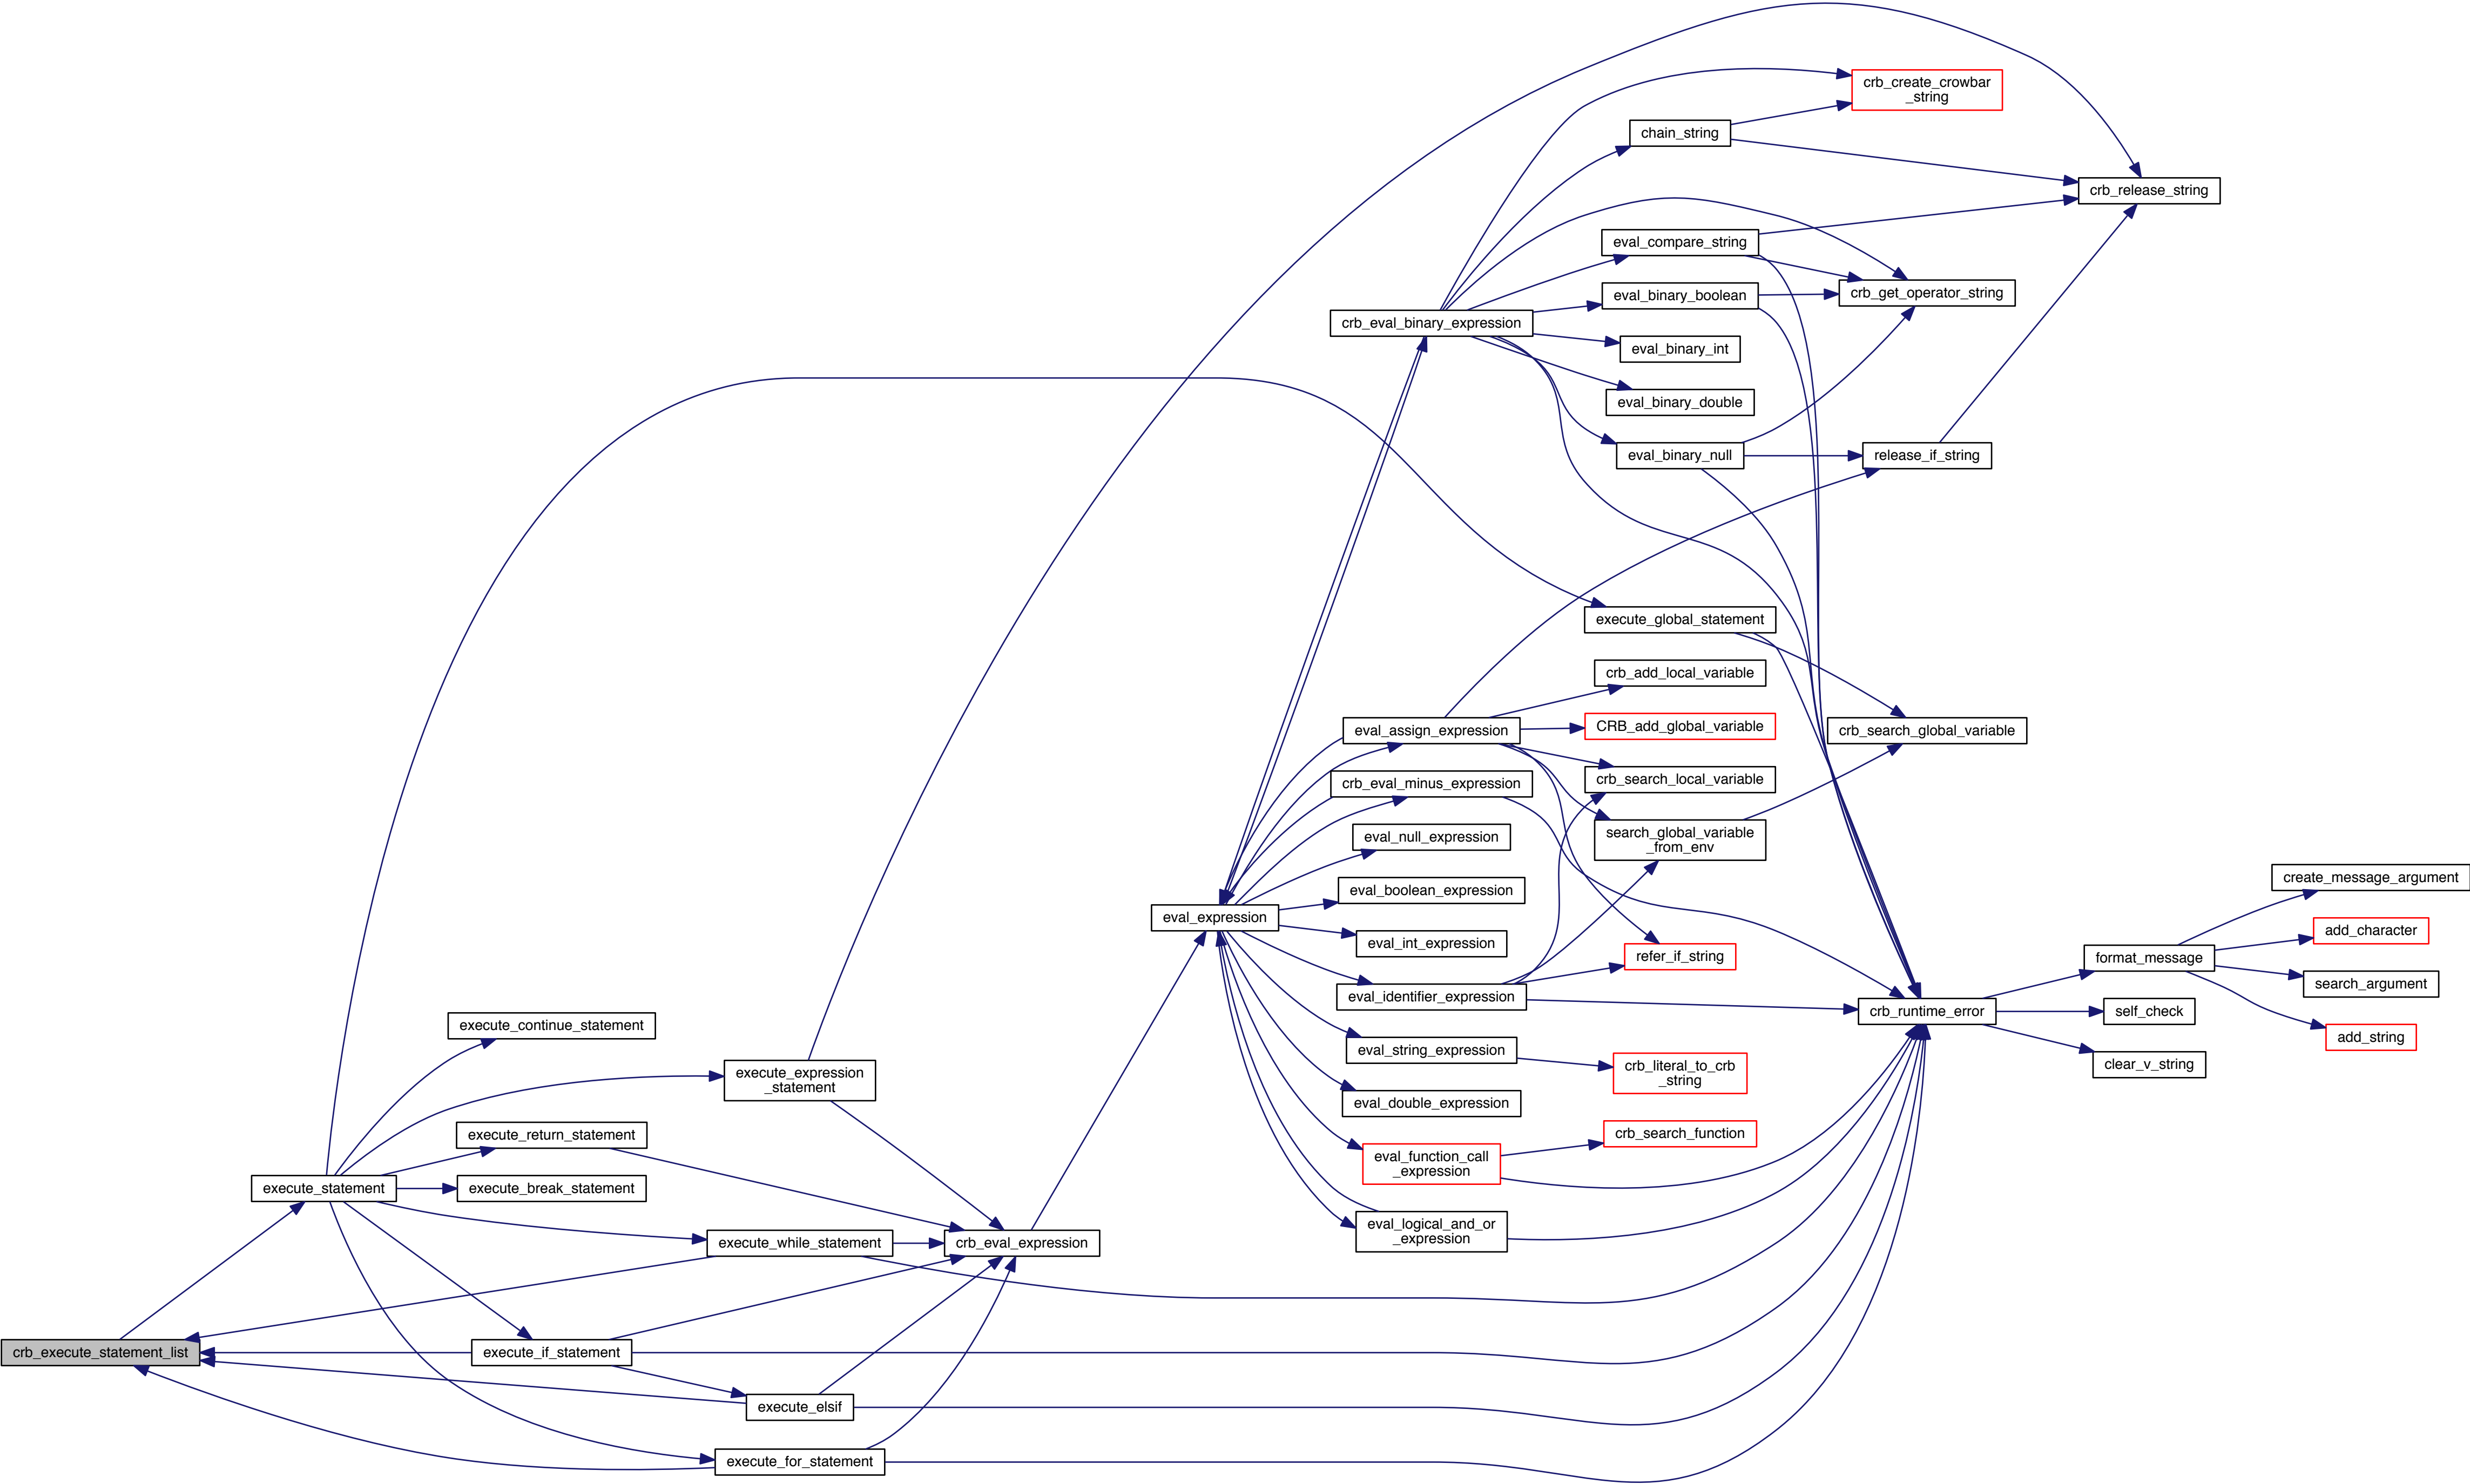 crb_create_crowbar
_string
chain_string
crb_release_string
eval_compare_string
crb_get_operator_string
eval_binary_boolean
crb_eval_binary_expression
eval_binary_int
eval_binary_double
eval_binary_null
release_if_string
execute_global_statement
crb_add_local_variable
CRB_add_global_variable
eval_assign_expression
crb_search_global_variable
crb_search_local_variable
crb_eval_minus_expression
search_global_variable
_from_env
eval_null_expression
create_message_argument
eval_boolean_expression
eval_expression
add_character
eval_int_expression
refer_if_string
format_message
search_argument
eval_identifier_expression
crb_runtime_error
self_check
execute_continue_statement
add_string
eval_string_expression
crb_literal_to_crb
_string
clear_v_string
execute_expression
_statement
eval_double_expression
execute_return_statement
crb_search_function
eval_function_call
_expression
execute_statement
execute_break_statement
eval_logical_and_or
_expression
execute_while_statement
crb_eval_expression
crb_execute_statement_list
execute_if_statement
execute_elsif
execute_for_statement